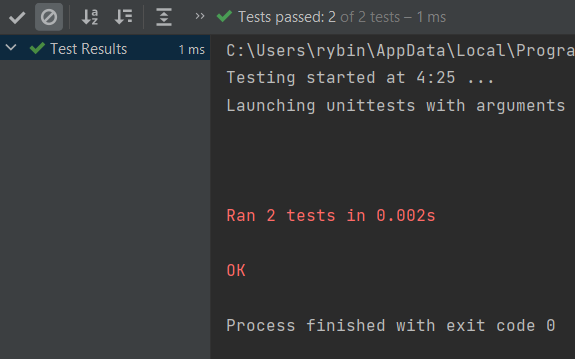 Tests passed: 2 of 2 tests – 1 ms
Test Results 1 ms
C:\Users\rybin\AppData\Local\Progra
Testing started at 4:25 ...
Launching unittests with arguments
Ran 2 tests in 0.002s
OK
Process finished with exit code 0